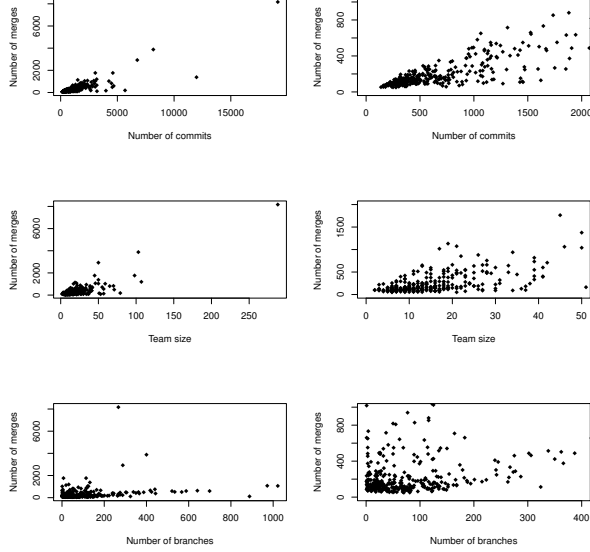 Number of merges
0 2000 6000
0 5000 10000 15000
Number of commits
Number of merges
0 400 800
0 500 1000 1500 2000
Number of commits
Number of merges
0 2000 6000
0 50 100 150 200 250
Team size
Number of merges
0 500 1500
0 10 20 30 40 50
Team size
Number of merges
0 2000 6000
0 200 400 600 800 1000
Number of branches
Number of merges
0 400 800
0 100 200 300 400
Number of branches